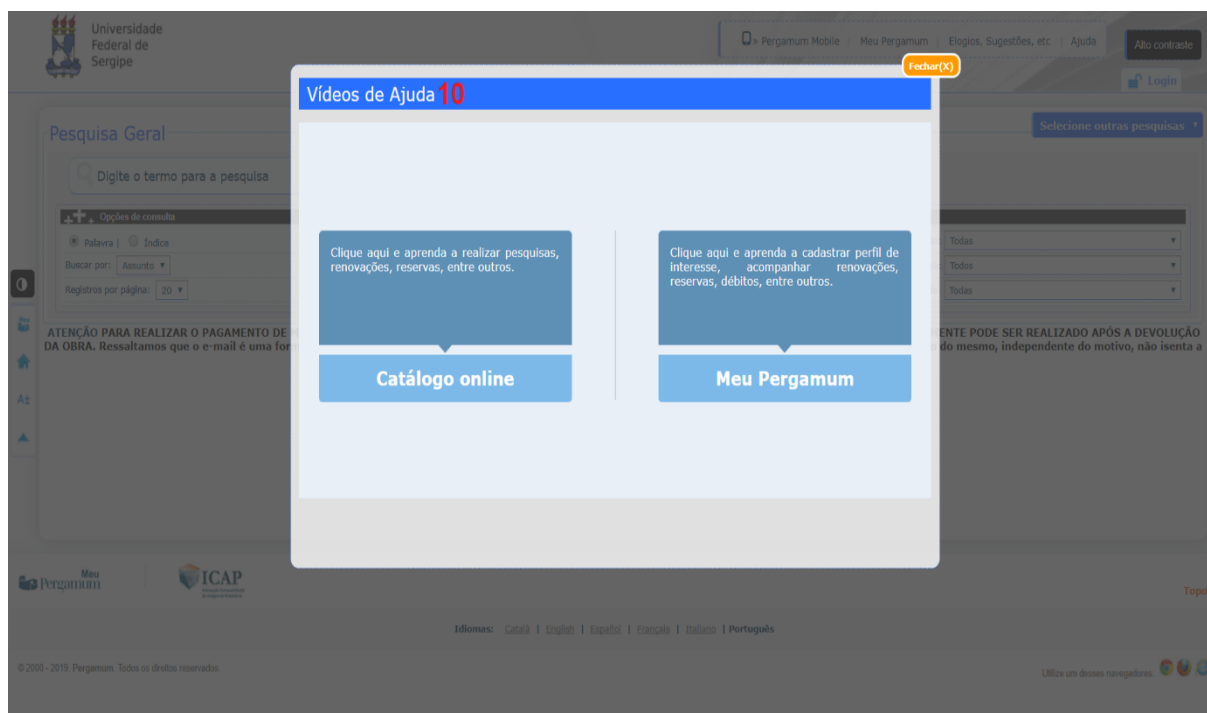 Universidade
Federal de
Sergipe
» Pergamum Mobile | Meu Pergamum | Elogios, Sugestões, etc | Ajuda
Alto contraste
Fechar(X)
Login
Vídeos de Ajuda 10
Pesquisa Geral
Selecione outras pesquisas
Digite o termo para a pesquisa
Opções de consulta
Palavra | Índice
Todas
Buscar por: Assunto
Todos
Registros por página: 20
Todas
Clique aqui e aprenda a realizar pesquisas,
renovações, reservas, entre outros.
Catálogo online
Clique aqui e aprenda a cadastrar perfil de
interesse, acompanhar renovações,
reservas, débitos, entre outros.
Meu Pergamum
ATENÇÃO PARA REALIZAR O PAGAMENTO DE
ENTE PODE SER REALIZADO APÓS A DEVOLUÇÃO
DA OBRA. Ressaltamos que o e-mail é uma
do mesmo, independente do motivo, não isenta a
A±
Meu
Pergamum
ICAP
Topo
Idiomas: Català | English | Español | Français | Italiano | Português
© 2000 - 2019. Pergamum. Todos os direitos reservados.
Utilize um desses navegadores: